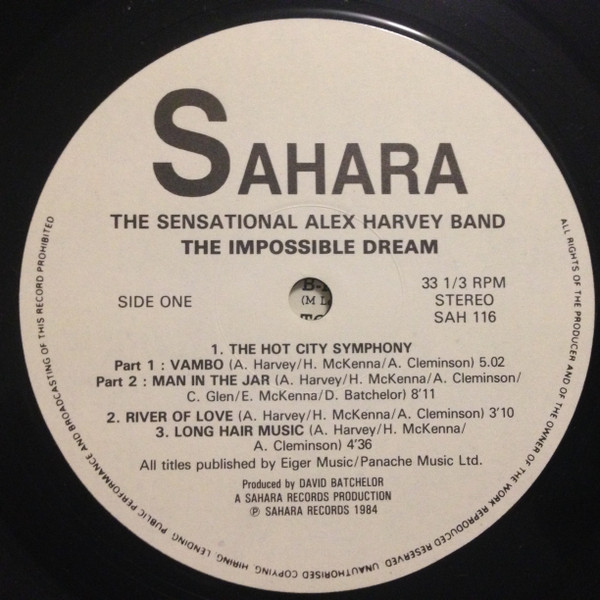 SAHARA
THE SENSATIONAL ALEX HARVEY BAND
THE IMPOSSIBLE DREAM
SIDE ONE
33 1/3 RPM
STEREO
SAH 116
1. THE HOT CITY SYMPHONY
Part 1 : VAMBO (A. Harvey/H. McKenna/A. Cleminson) 5.02
Part 2 : MAN IN THE JAR (A. Harvey/H. McKenna/A. Cleminson/
C. Glen/E. McKenna/D. Batchelor) 8'11
2. RIVER OF LOVE (A. Harvey/H. McKenna/A. Cleminson) 3'10
3. LONG HAIR MUSIC (A. Harvey/H. McKenna/
A. Cleminson) 4'36
All titles published by Eiger Music/Panache Music Ltd.
Produced by DAVID BATCHELOR
A SAHARA RECORDS PRODUCTION
℗ SAHARA RECORDS 1984
ALL RIGHTS OF THE PRODUCER AND OF THE OWNER OF THE WORK REPRODUCED RESERVED UNAUTHORISED COPYING HIRING LENDING PUBLIC PERFORMANCE AND BROADCASTING OF THIS RECORD PROHIBITED